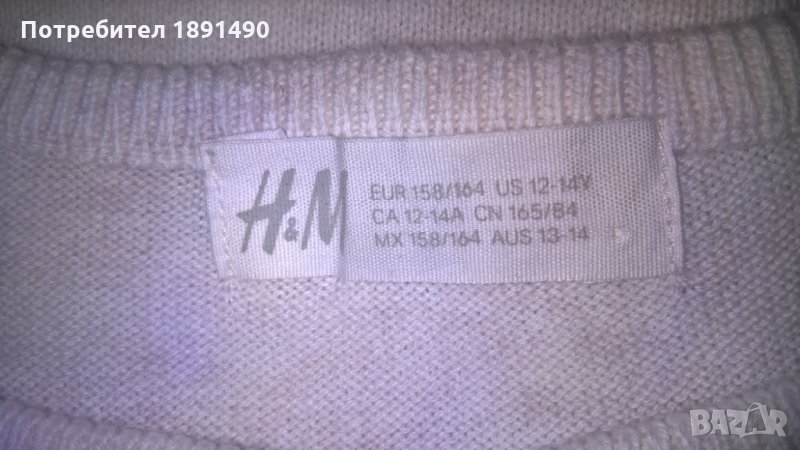 Потребител 1891490
H&M
EUR 158/164 US 12-14Y
CA 12-14A CN 165/84
MX 158/164 AUS 13-14
BAZAR